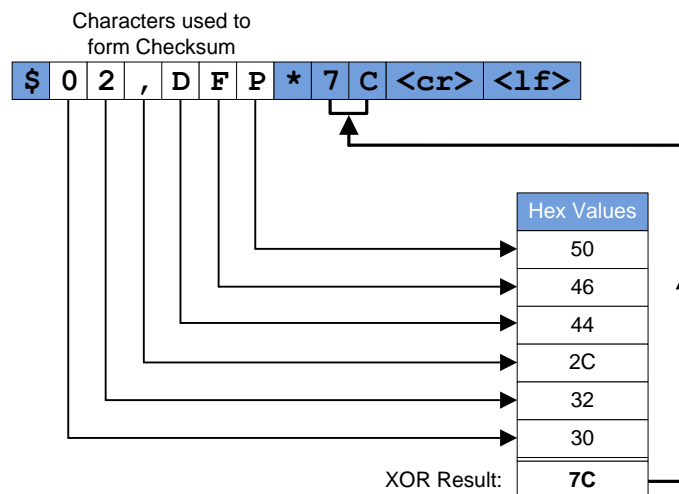 Characters used to
form Checksum
$ 0 2 , D F P * 7 C <cr> <lf>
Hex Values
50
46
44
2C
32
30
XOR Result: 7C